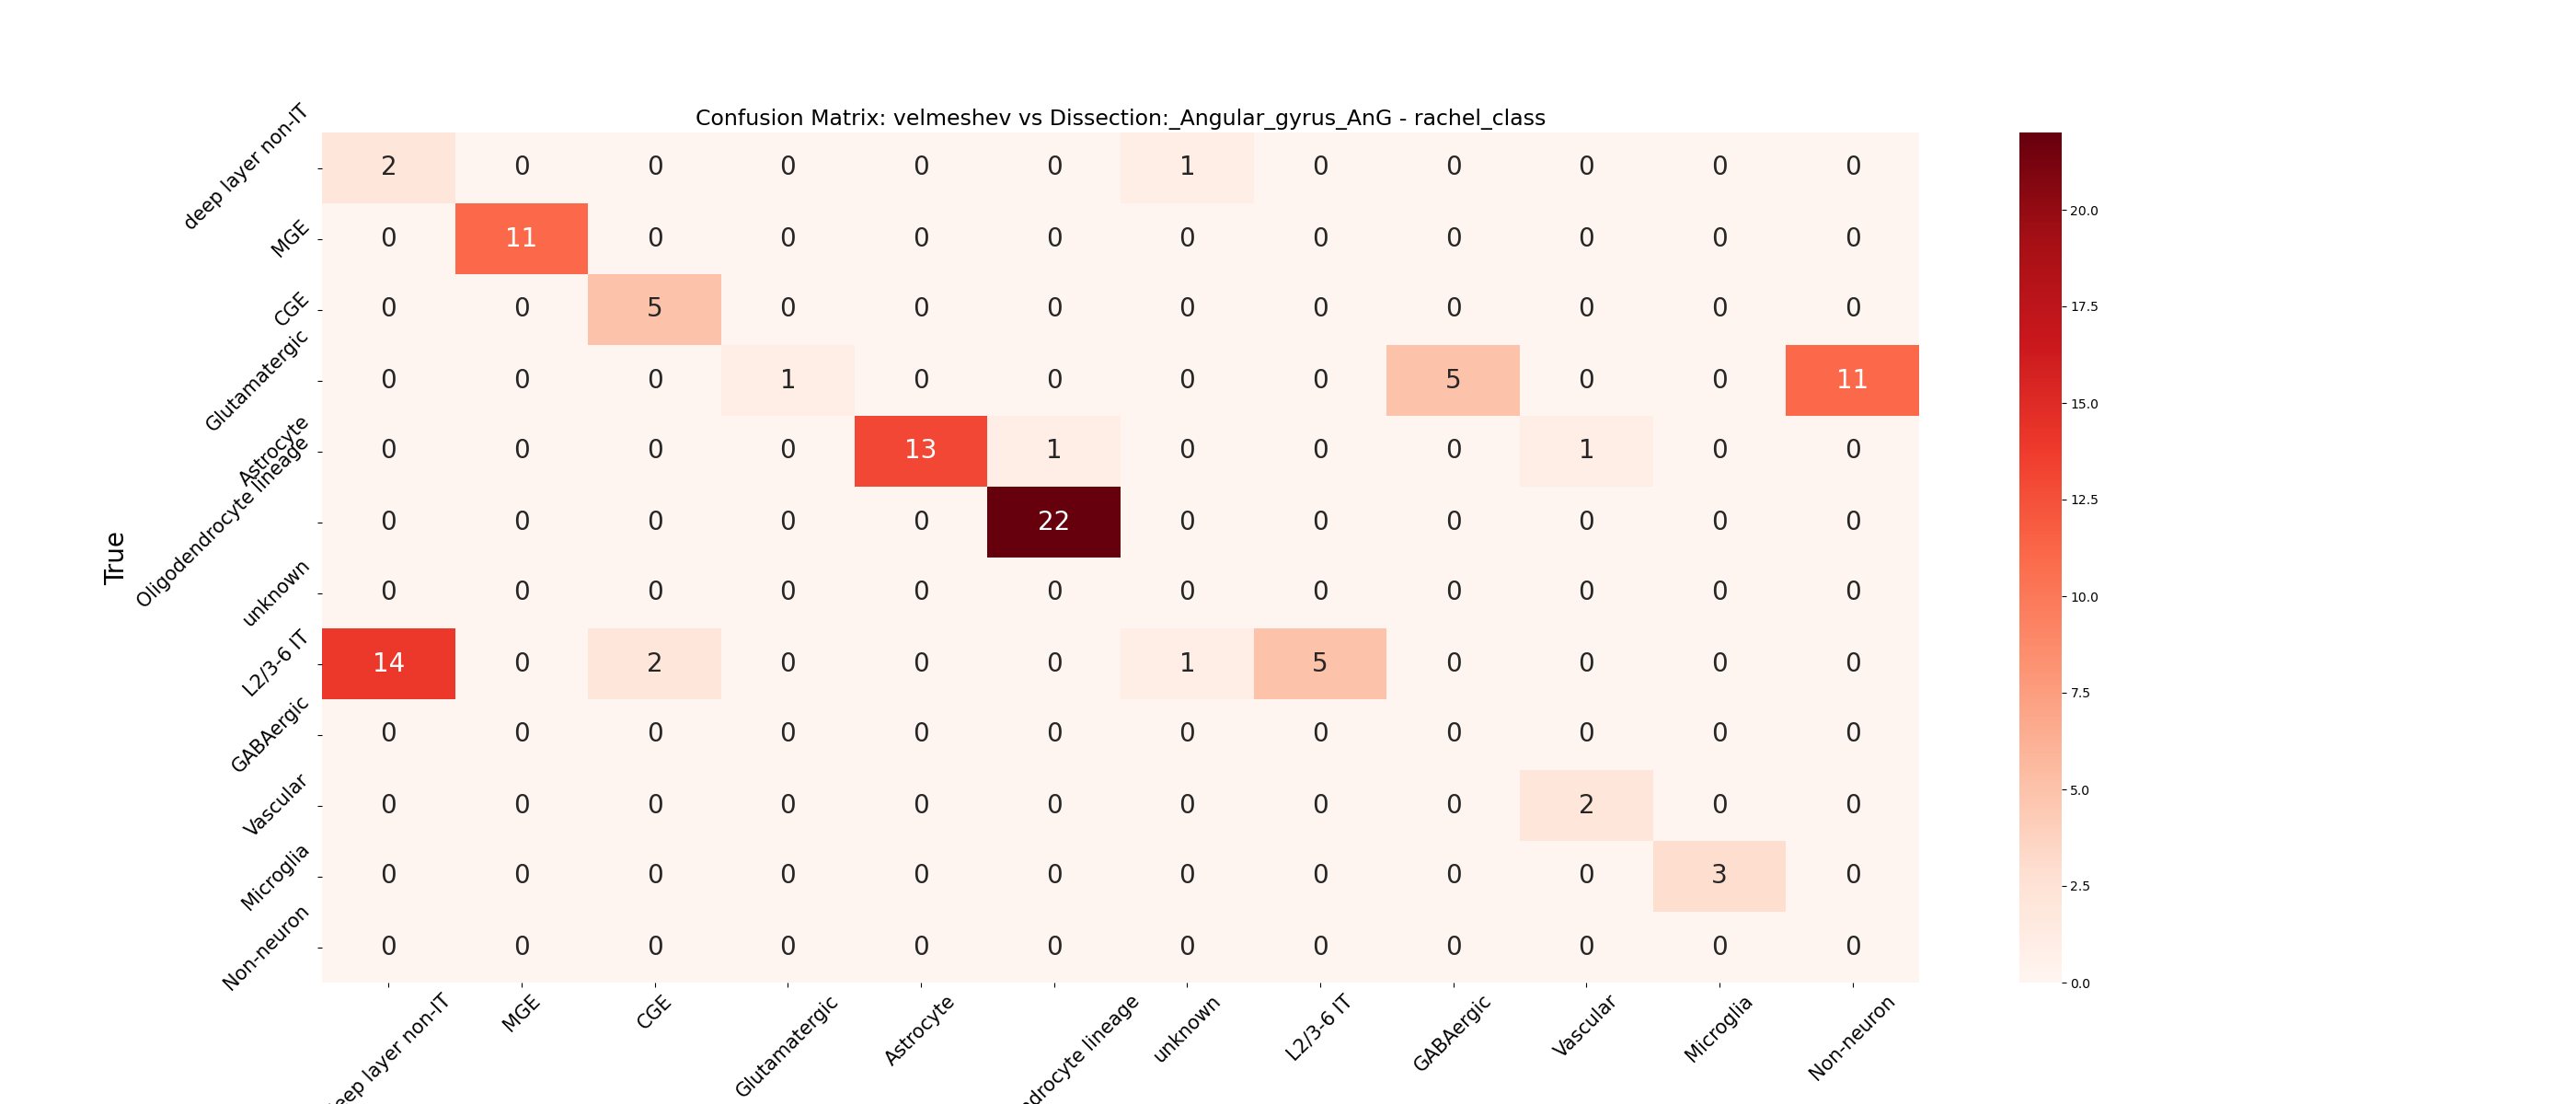 Confusion Matrix: velmeshev vs Dissection:_Angular_gyrus_AnG - rachel_class
True
deep layer non-IT 2 0 0 0 0 0 1 0 0 0 0 0
MGE 0 11 0 0 0 0 0 0 0 0 0 0
CGE 0 0 5 0 0 0 0 0 0 0 0 0
Glutamatergic 0 0 0 1 0 0 0 0 5 0 0 11
Astrocyte 0 0 0 0 13 1 0 0 0 1 0 0
Oligodendrocyte lineage 0 0 0 0 0 22 0 0 0 0 0 0
unknown 0 0 0 0 0 0 0 0 0 0 0 0
L2/3-6 IT 14 0 2 0 0 0 1 5 0 0 0 0
GABAergic 0 0 0 0 0 0 0 0 0 0 0 0
Vascular 0 0 0 0 0 0 0 0 0 2 0 0
Microglia 0 0 0 0 0 0 0 0 0 0 3 0
Non-neuron 0 0 0 0 0 0 0 0 0 0 0 0
layer non-IT
MGE
CGE
Glutamatergic
Astrocyte
lineage
unknown
L2/3-6 IT
GABAergic
Vascular
Microglia
Non-neuron
20.0
17.5
15.0
12.5
10.0
7.5
5.0
2.5
0.0